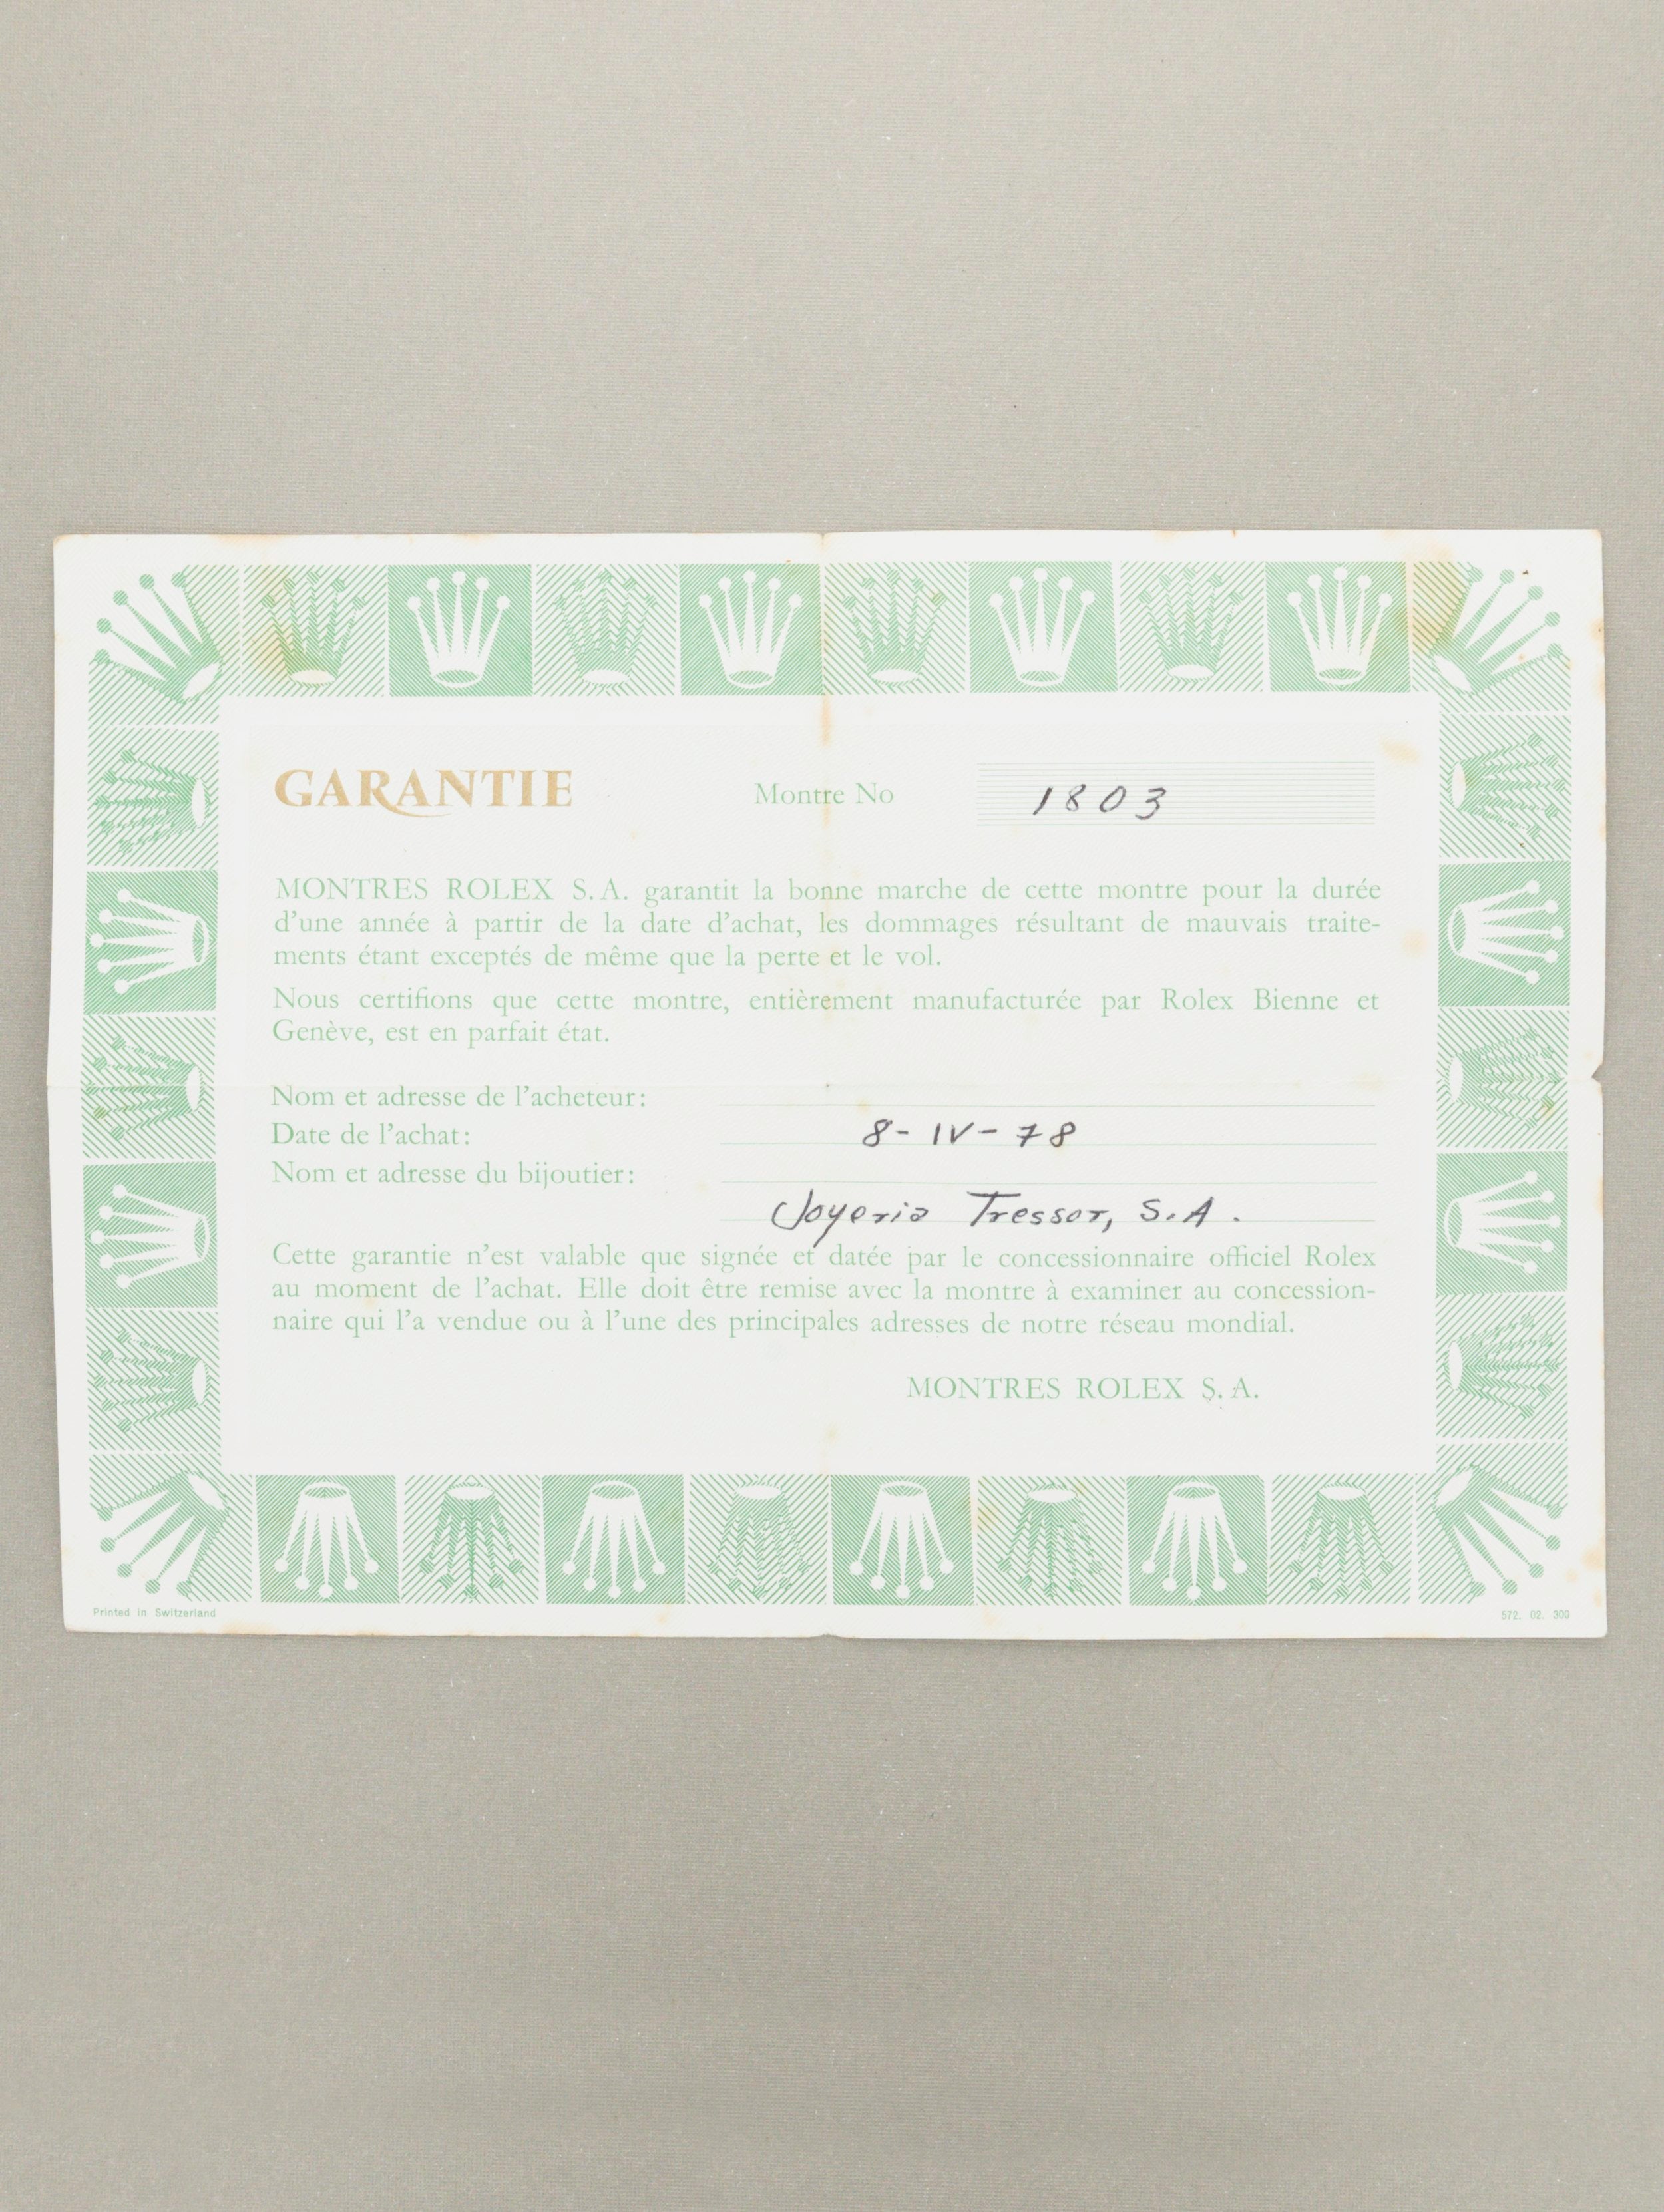 GARANTIE Montre No 1803
MONTRES ROLEX S.A. garantit la bonne marche de cette montre pour la durée
d'une année à partir de la date d'achat, les dommages résultant de mauvais traite-
ments étant exceptés de même que la perte et le vol.
Nous certifions que cette montre, entièrement manufacturée par Rolex Bienne et
Genève, est en parfait état.
Nom et adresse de l'acheteur:
Date de l'achat: 8-IV-78
Nom et adresse du bijoutier:
Joyeria Tressor, S.A.
Cette garantie n'est valable que signée et datée par le concessionnaire officiel Rolex
au moment de l'achat. Elle doit être remise avec la montre à examiner au concession-
naire qui l'a vendue ou à l'une des principales adresses de notre réseau mondial.
MONTRES ROLEX S.A.
Printed in Switzerland 572. 02. 300